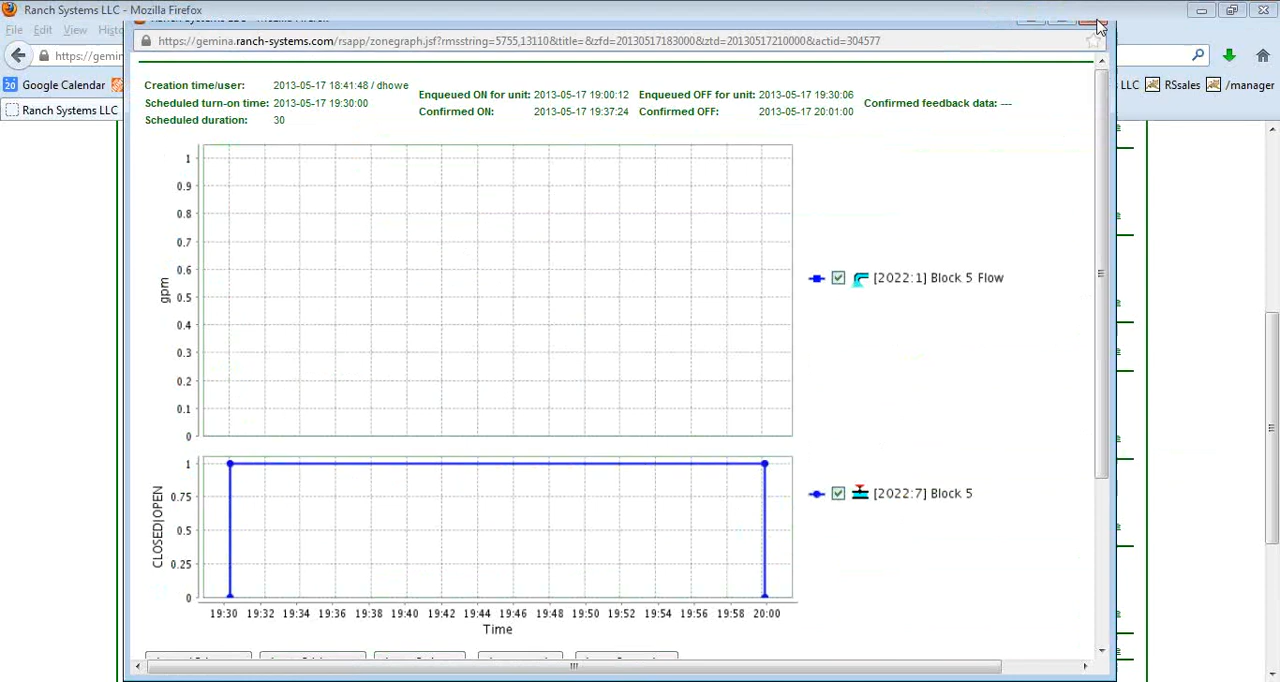 Ranch Systems LLC - Mozilla Firefox
File Edit View Histo
https://gemina.ranch-systems.com/rsapp/zonegraph.jsf?rmsstring=5755,13110&title=&zfd=20130517183000&ztd=20130517210000&actid=304577
https://gemin
20 Google Calendar
LLC RSsales /manager
Ranch Systems LLC
Creation time/user: 2013-05-17 18:41:48 / dhowe
Scheduled turn-on time: 2013-05-17 19:30:00
Scheduled duration: 30
Enqueued ON for unit: 2013-05-17 19:00:12
Confirmed ON: 2013-05-17 19:37:24
Enqueued OFF for unit: 2013-05-17 19:30:06
Confirmed OFF: 2013-05-17 20:01:00
Confirmed feedback data: ---
1
0.9
0.8
0.7
0.6
0.5
0.4
0.3
0.2
0.1
0
gpm
[2022:1] Block 5 Flow
1
0.75
0.5
0.25
0
CLOSED|OPEN
[2022:7] Block 5
19:30 19:32 19:34 19:36 19:38 19:40 19:42 19:44 19:46 19:48 19:50 19:52 19:54 19:56 19:58 20:00
Time